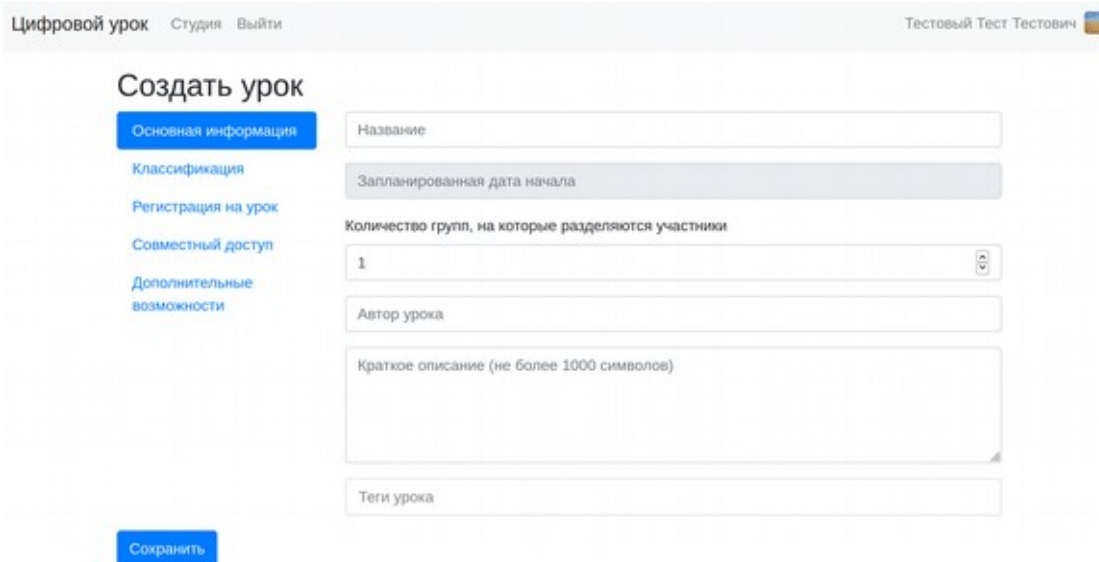 Цифровой урок Студия Выйти Тестовый Тест Тестович
Создать урок
Основная информация
Классификация
Регистрация на урок
Совместный доступ
Дополнительные
возможности
Название
Запланированная дата начала
Количество групп, на которые разделяются участники
1
Автор урока
Краткое описание (не более 1000 символов)
Теги урока
Сохранить